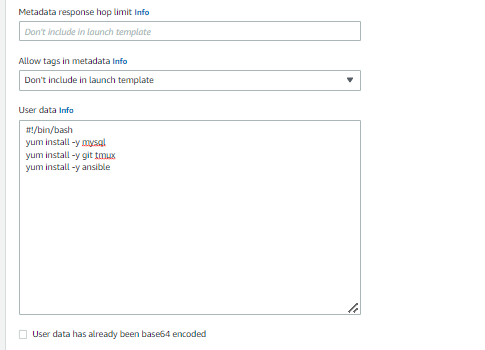 Metadata response hop limit Info
Don't include in launch template
Allow tags in metadata Info
Don't include in launch template
User data Info
#!/bin/bash
yum install -y mysql
yum install -y git tmux
yum install -y ansible
User data has already been base64 encoded